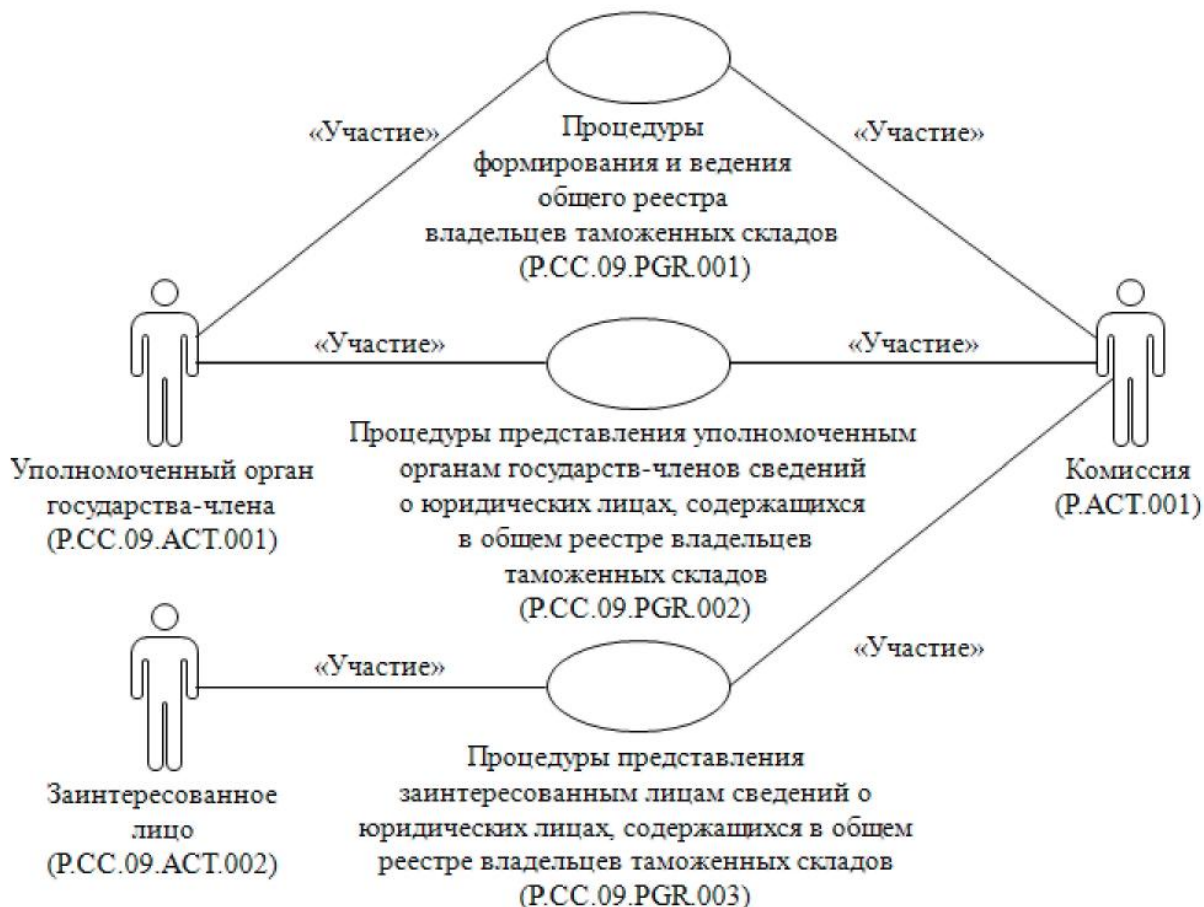 «Участие»
«Участие»
Процедуры
формирования и ведения
общего реестра
владельцев таможенных складов
(P.CC.09.PGR.001)
«Участие»
«Участие»
Уполномоченный орган
государства-члена
(P.CC.09.ACT.001)
Процедуры представления уполномоченным
органам государств-членов сведений
о юридических лицах, содержащихся
в общем реестре владельцев
таможенных складов
(P.CC.09.PGR.002)
Комиссия
(P.ACT.001)
«Участие»
«Участие»
Заинтересованное
лицо
(P.CC.09.ACT.002)
Процедуры представления
заинтересованным лицам сведений о
юридических лицах, содержащихся в общем
реестре владельцев таможенных складов
(P.CC.09.PGR.003)